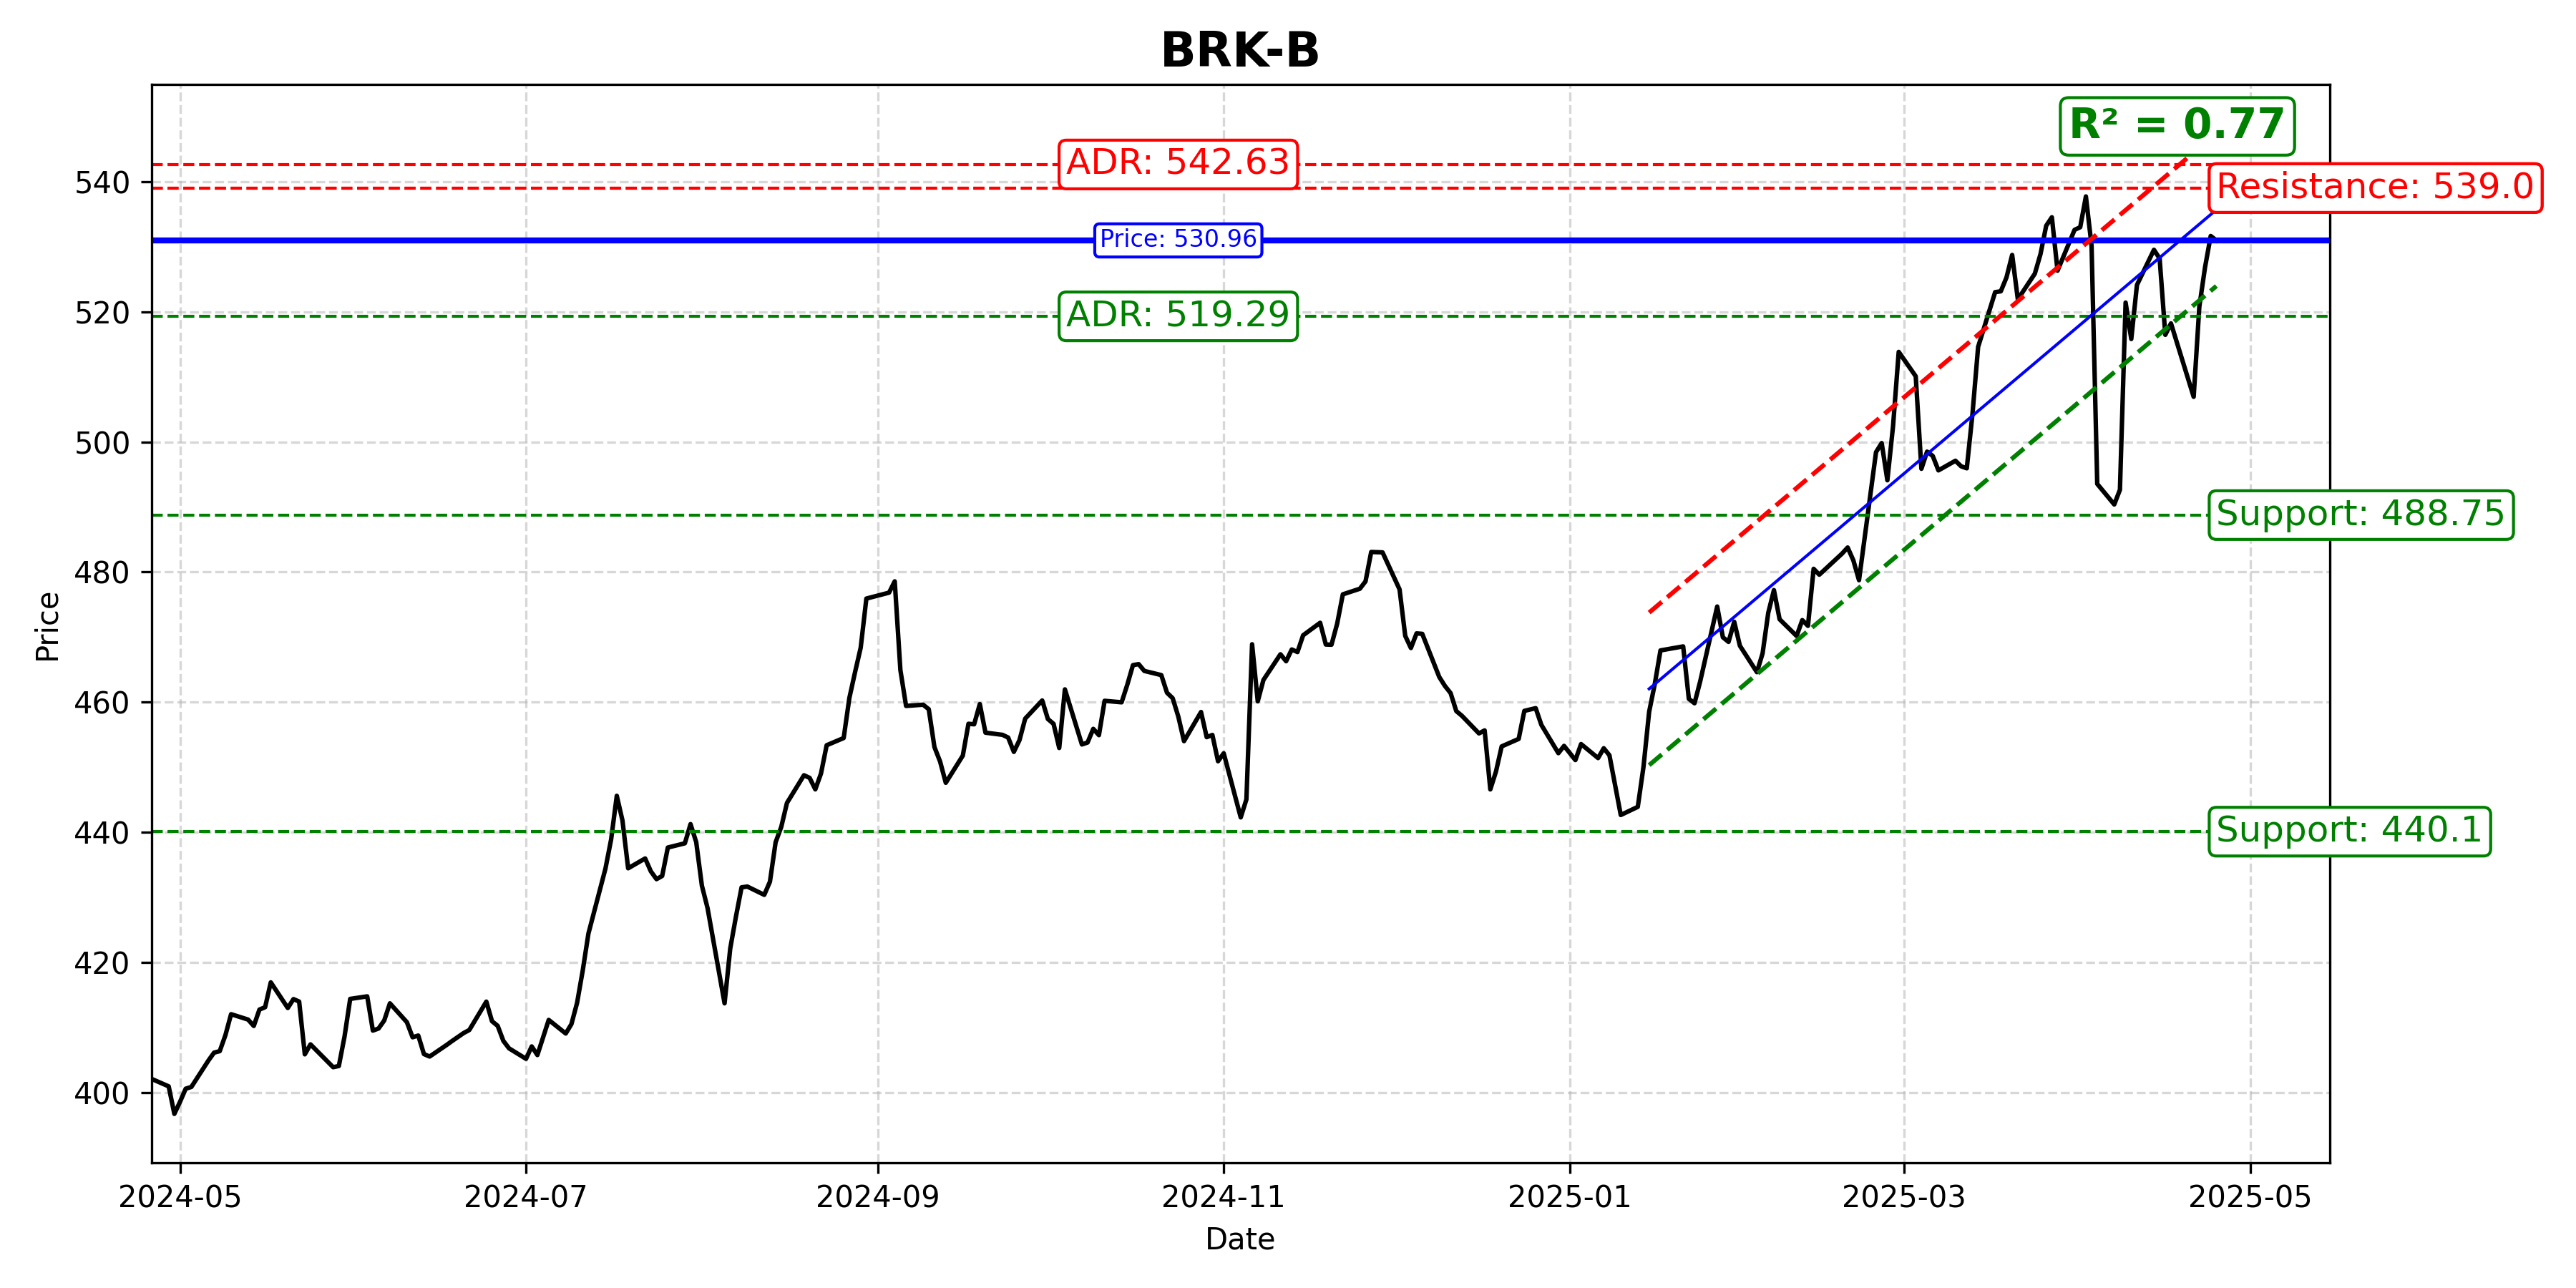 BRK-B
R² = 0.77
ADR: 542.63
Resistance: 539.0
Price: 530.96
ADR: 519.29
Support: 488.75
Support: 440.1
540
520
500
480
460
440
420
400
Price
2024-05
2024-07
2024-09
2024-11
2025-01
2025-03
2025-05
Date